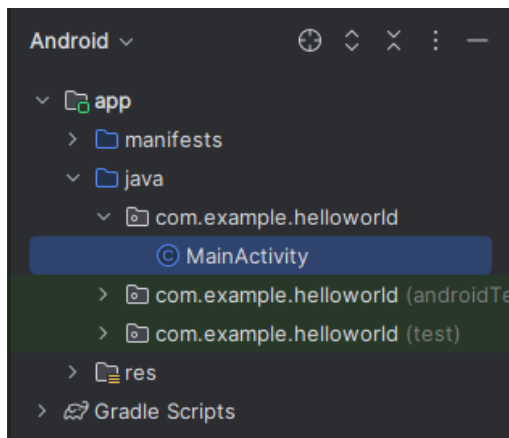 Android
app
manifests
java
com.example.helloworld
MainActivity
com.example.helloworld (androidTe
com.example.helloworld (test)
res
Gradle Scripts